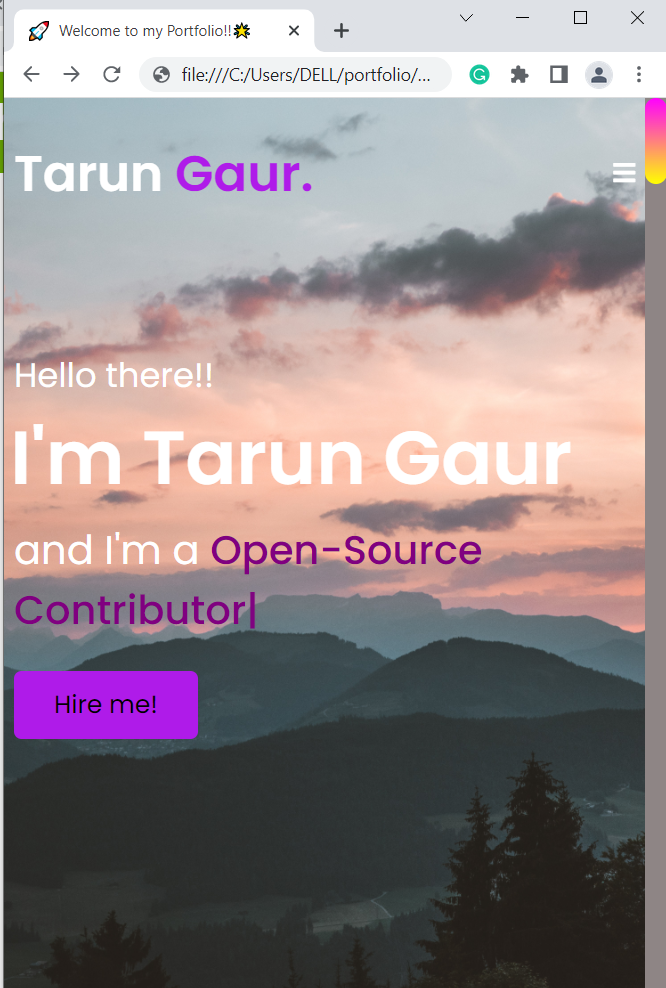 Welcome to my Portfolio!!
file:///C:/Users/DELL/portfolio/...
Tarun Gaur.
Hello there!!
I'm Tarun Gaur
and I'm a Open-Source
Contributor|
Hire me!